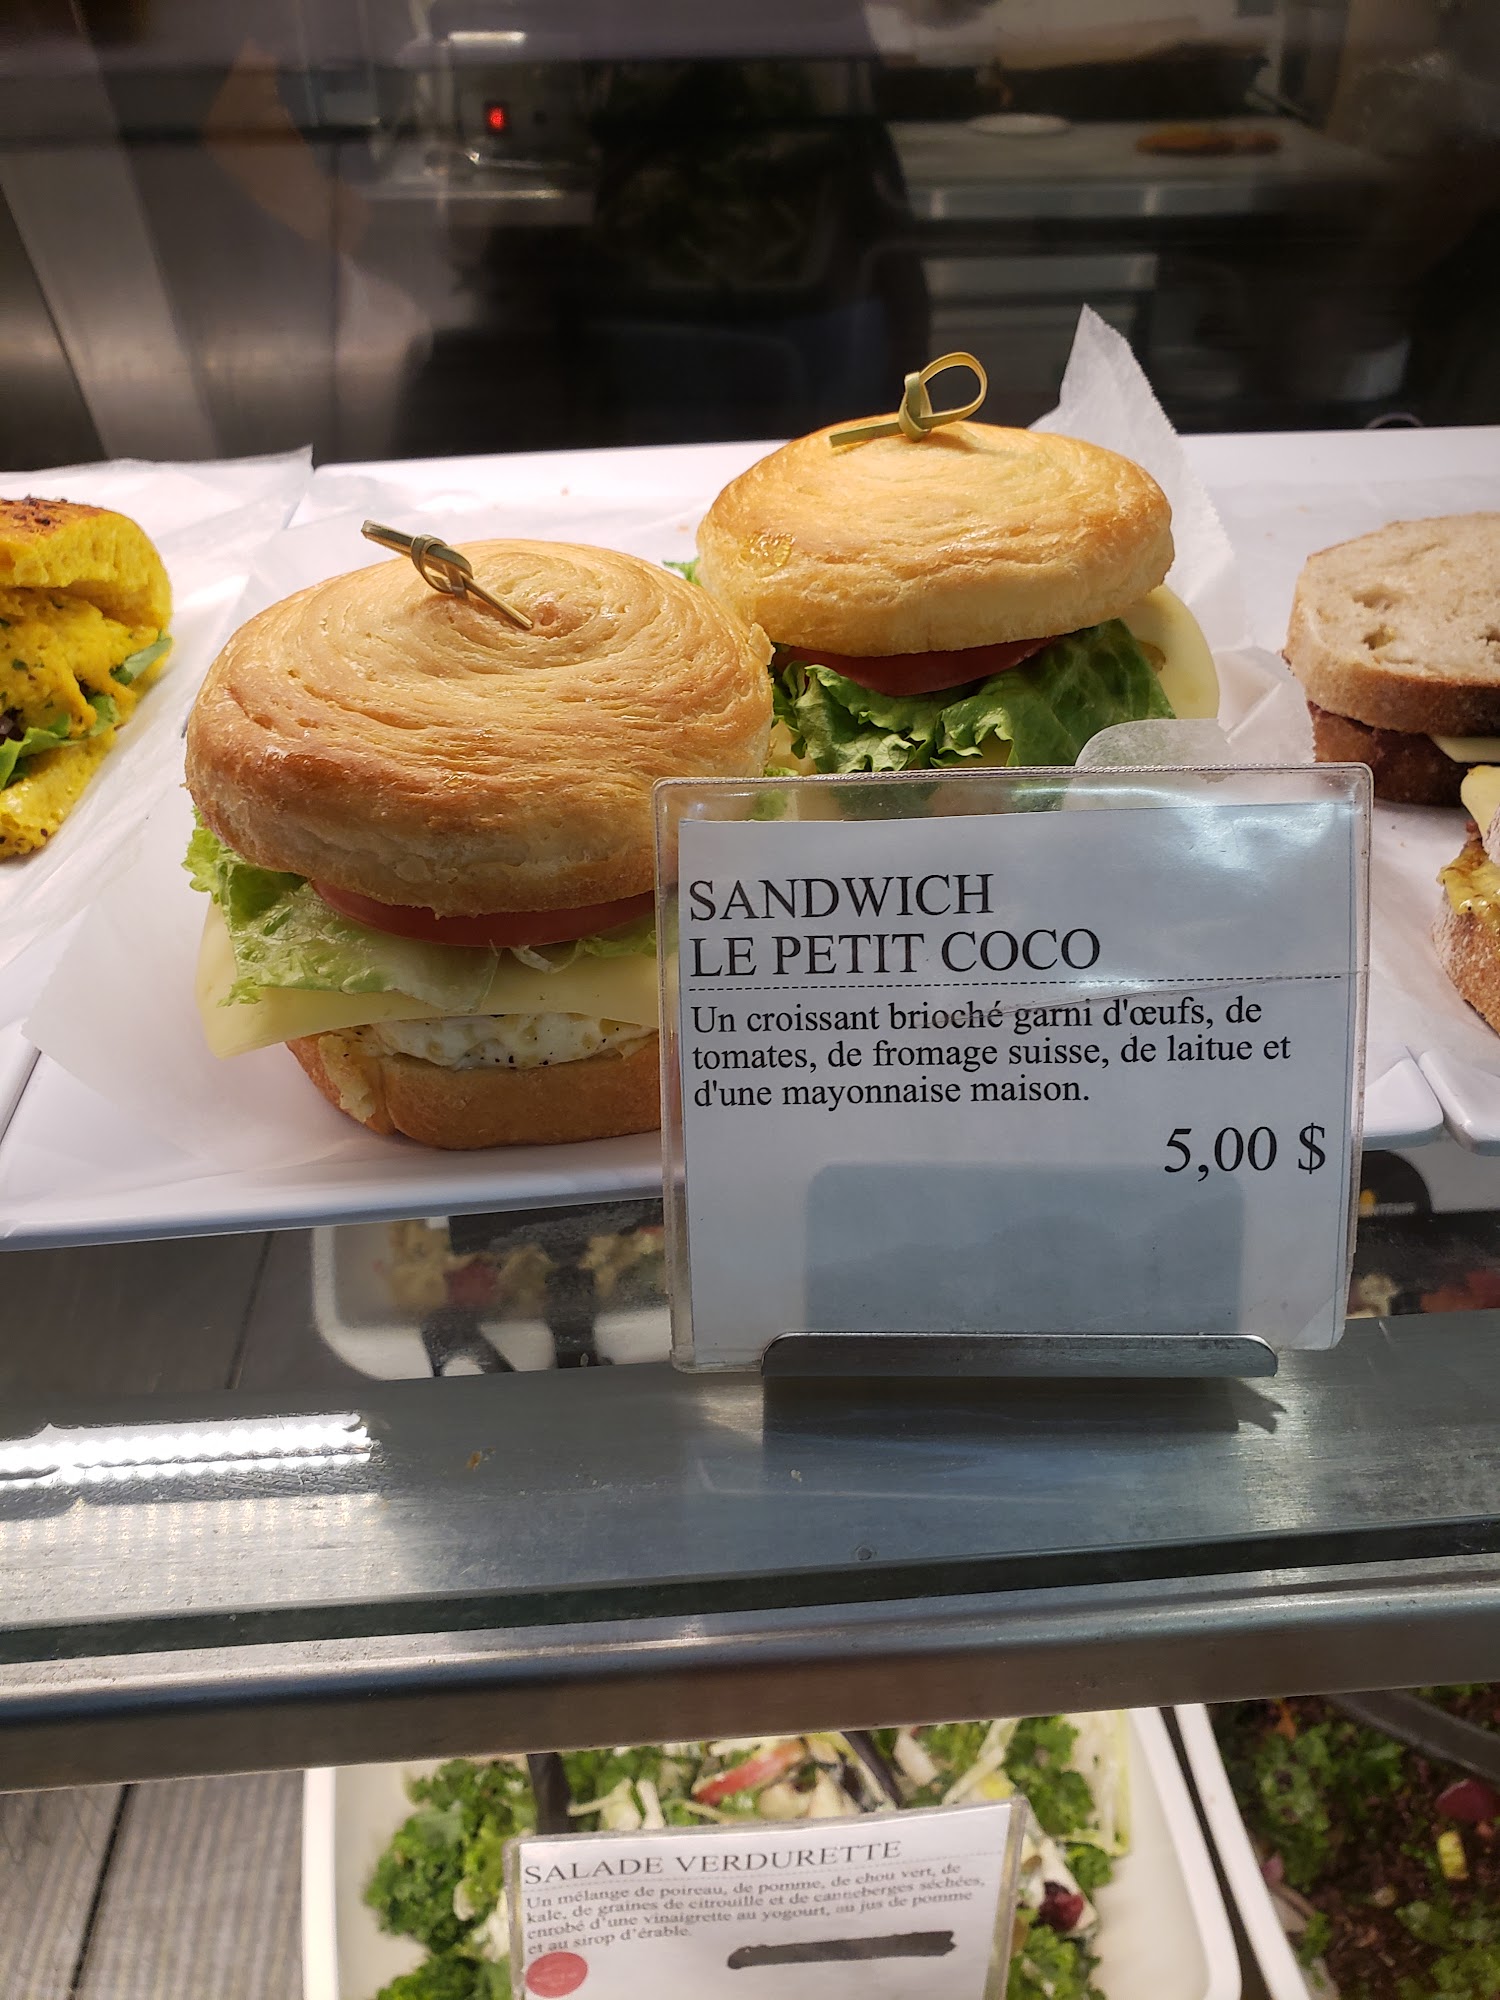 SANDWICH
LE PETIT COCO
Un croissant brioché garni d'œufs, de
tomates, de fromage suisse, de laitue et
d'une mayonnaise maison.
5,00 $
SALADE VERDURETTE
Un mélange de poireau, de pomme, de chou vert, de
kale, de graines de citrouille et de canneberges séchées,
enrobé d'une vinaigrette au yogourt, au jus de pomme
et au sirop d'érable.